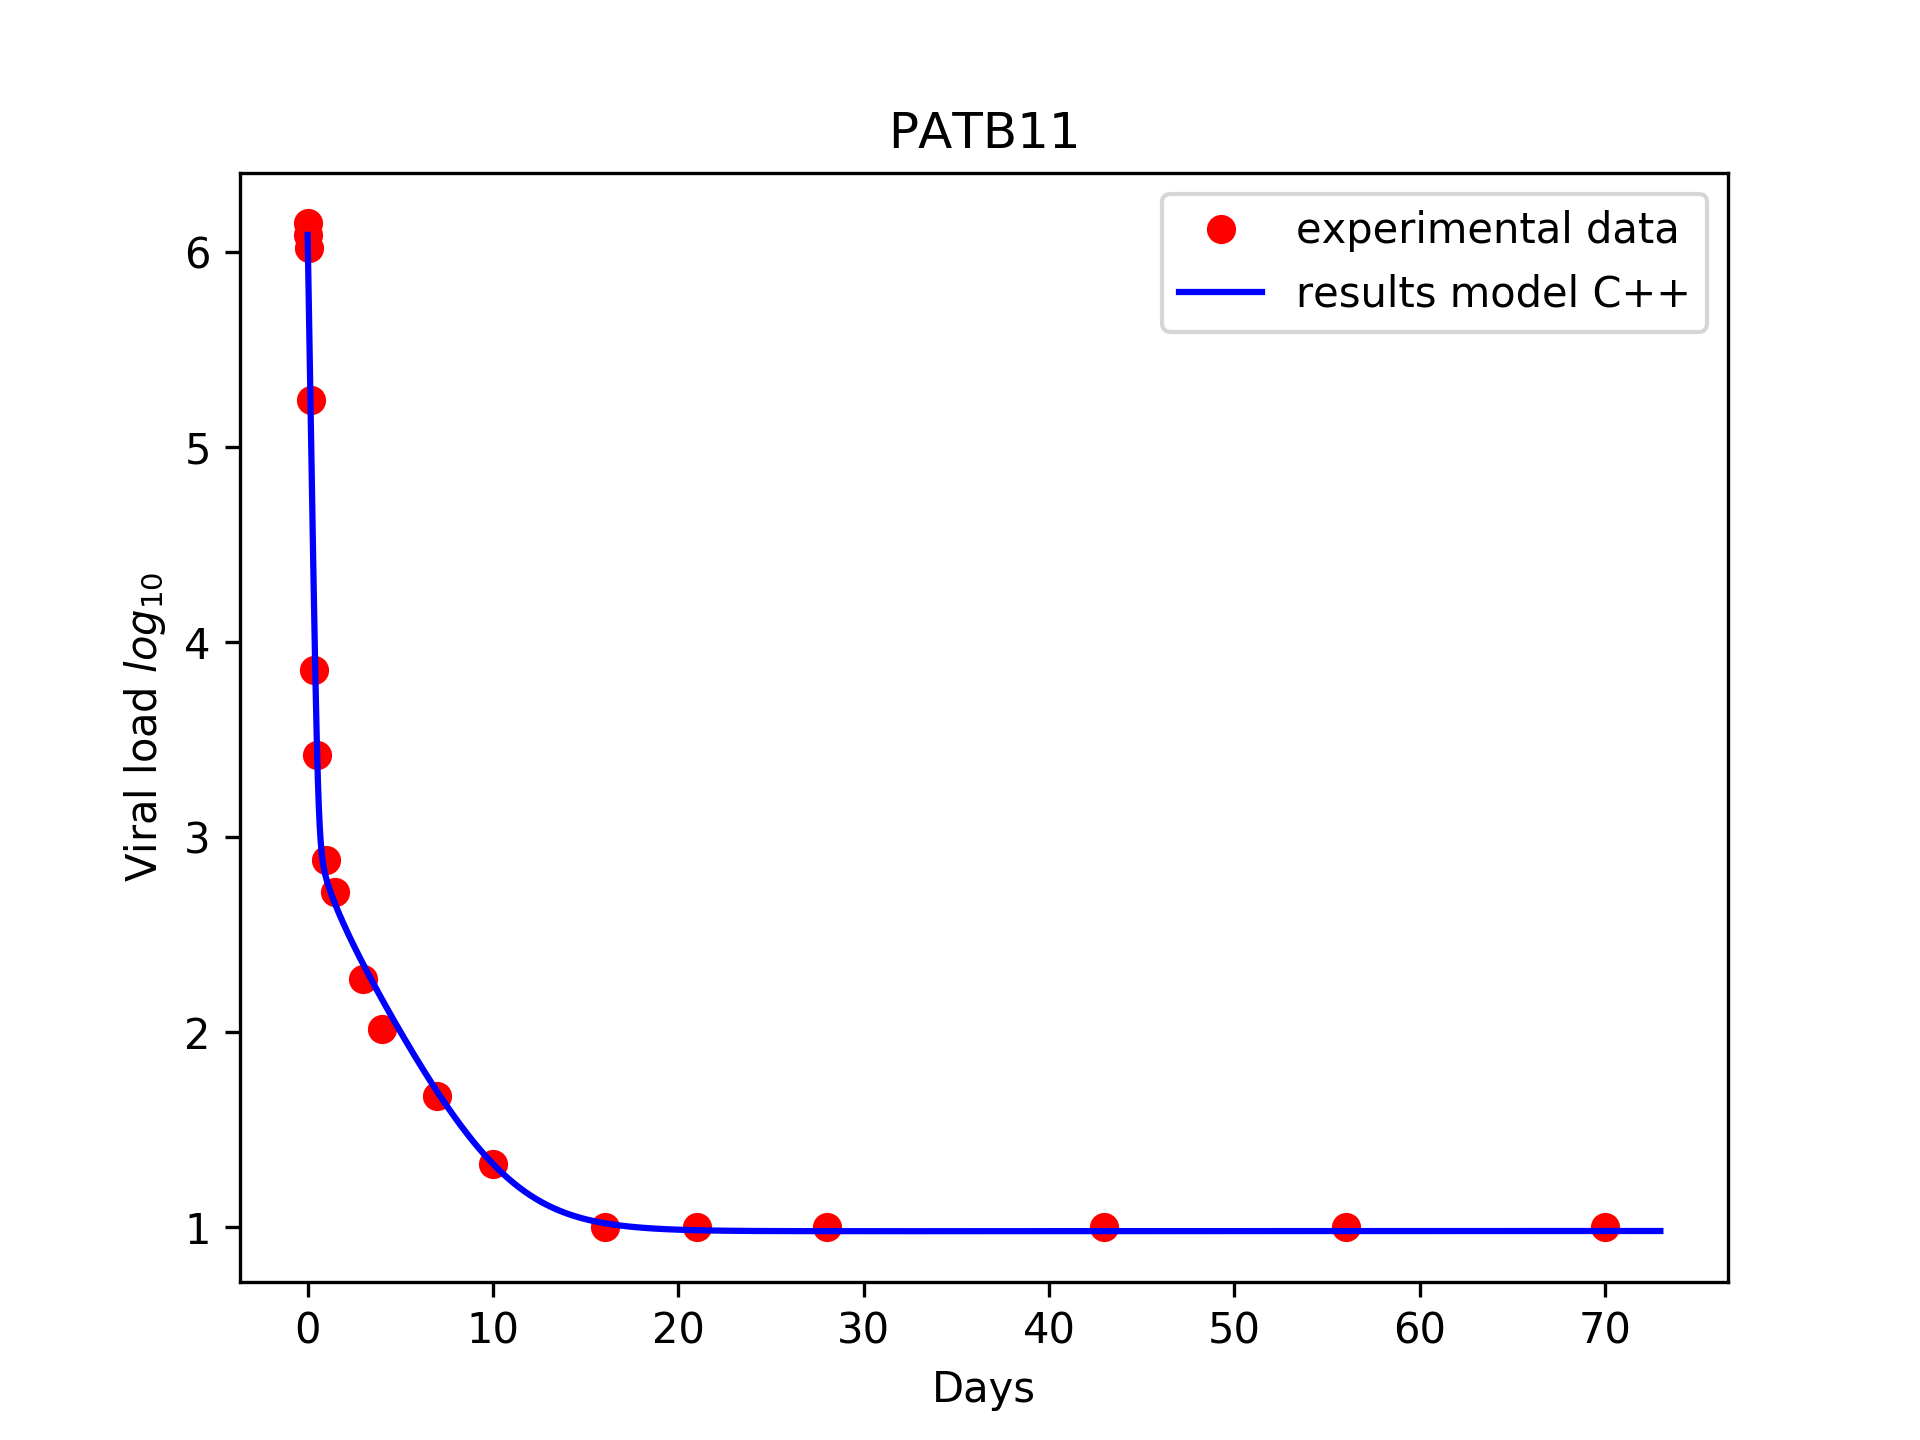 PATB11
experimental data
results model C++
6
5
4
3
2
1
Viral load log₁₀
0 10 20 30 40 50 60 70
Days